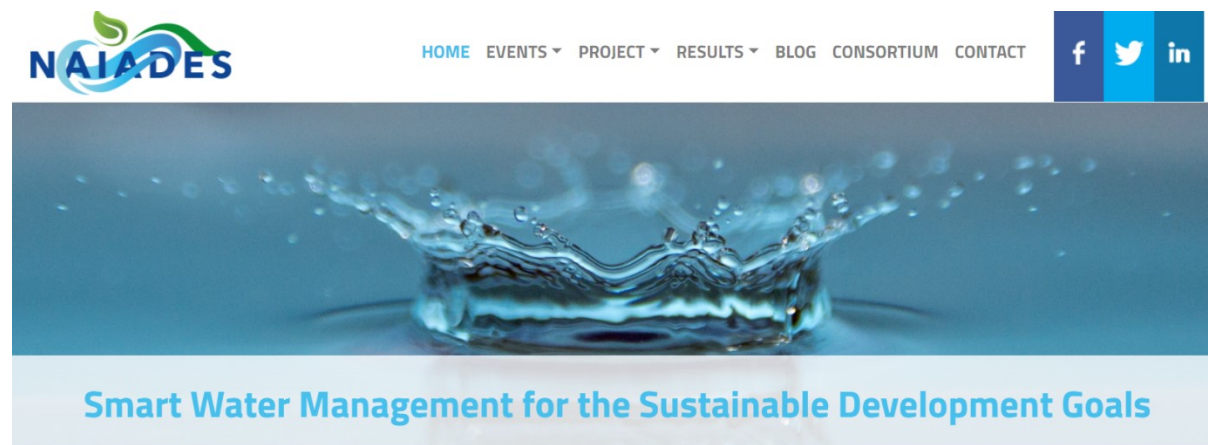 NAIADES
HOME EVENTS PROJECT RESULTS BLOG CONSORTIUM CONTACT
f in
Smart Water Management for the Sustainable Development Goals